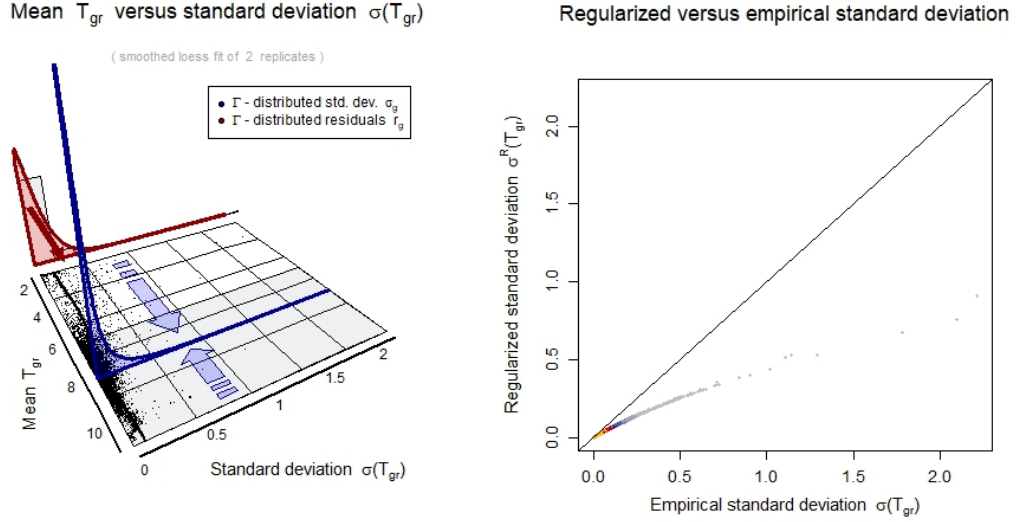 Mean T_gr versus standard deviation σ(T_gr)
( smoothed loess fit of 2 replicates )
Γ - distributed std. dev. σ_g
Γ - distributed residuals r_g
2
4
6
8
10
Mean T_gr
0
0.5
1
1.5
2
Standard deviation σ(T_gr)
Regularized versus empirical standard deviation
Regularized standard deviation σ^R(T_gr)
2.0
1.5
1.0
0.5
0.0
0.0
0.5
1.0
1.5
2.0
Empirical standard deviation σ(T_gr)